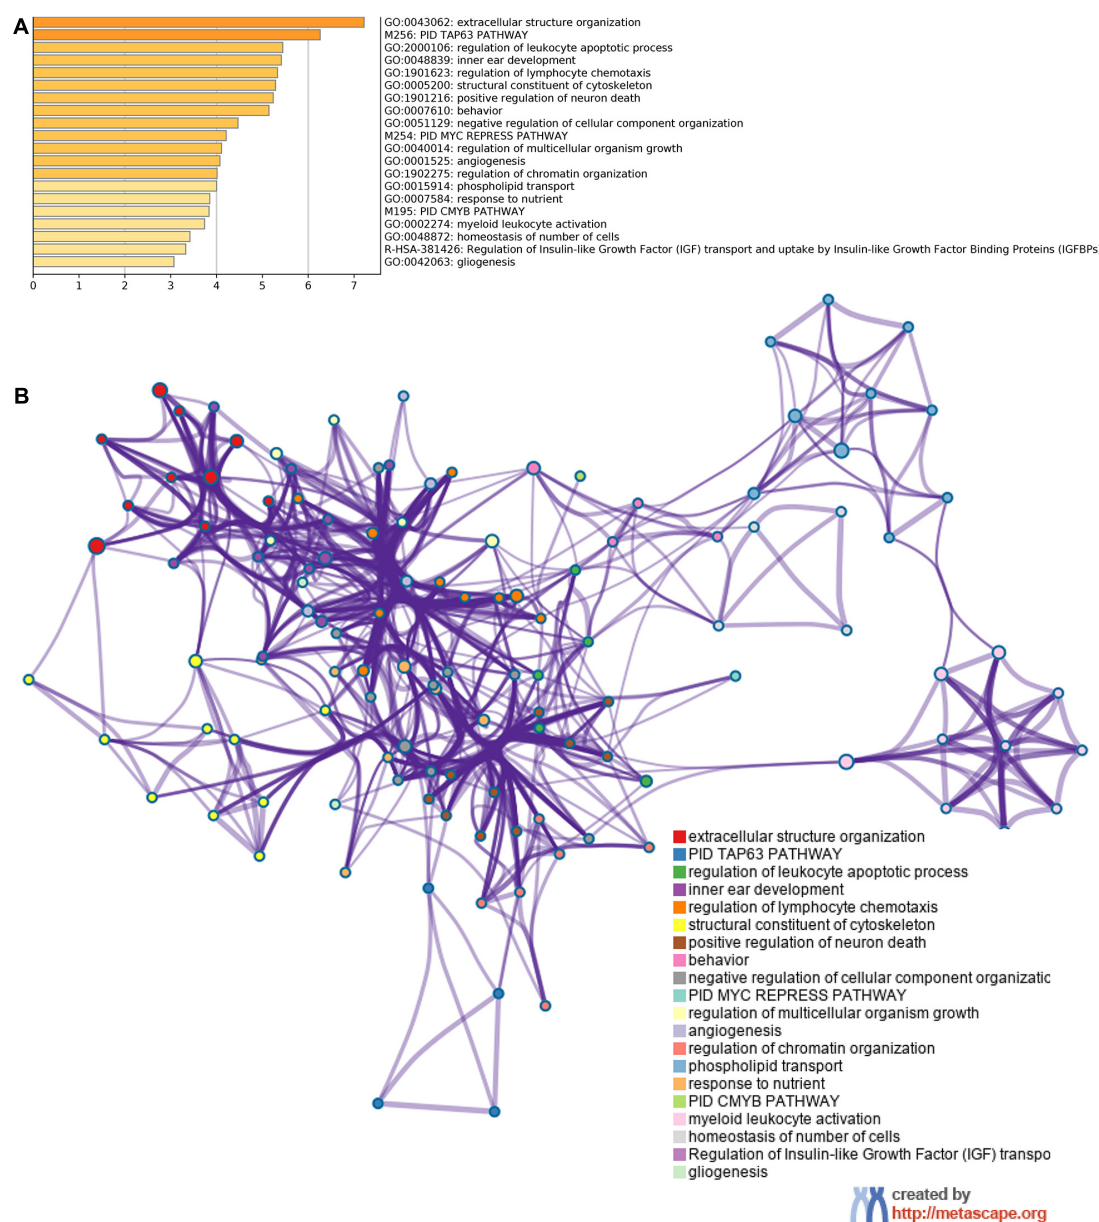 A
GO:0043062: extracellular structure organization
M256: PID TAP63 PATHWAY
GO:2000106: regulation of leukocyte apoptotic process
GO:0048839: inner ear development
GO:1901623: regulation of lymphocyte chemotaxis
GO:0005200: structural constituent of cytoskeleton
GO:1901216: positive regulation of neuron death
GO:0007610: behavior
GO:0051129: negative regulation of cellular component organization
M254: PID MYC REPRESS PATHWAY
GO:0040014: regulation of multicellular organism growth
GO:0001525: angiogenesis
GO:1902275: regulation of chromatin organization
GO:0015914: phospholipid transport
GO:0007584: response to nutrient
M195: PID CMYB PATHWAY
GO:0002274: myeloid leukocyte activation
GO:0048872: homeostasis of number of cells
R-HSA-381426: Regulation of Insulin-like Growth Factor (IGF) transport and uptake by Insulin-like Growth Factor Binding Proteins (IGFBPs
GO:0042063: gliogenesis
0 1 2 3 4 5 6 7
B
extracellular structure organization
PID TAP63 PATHWAY
regulation of leukocyte apoptotic process
inner ear development
regulation of lymphocyte chemotaxis
structural constituent of cytoskeleton
positive regulation of neuron death
behavior
negative regulation of cellular component organizatic
PID MYC REPRESS PATHWAY
regulation of multicellular organism growth
angiogenesis
regulation of chromatin organization
phospholipid transport
response to nutrient
PID CMYB PATHWAY
myeloid leukocyte activation
homeostasis of number of cells
Regulation of Insulin-like Growth Factor (IGF) transpo
gliogenesis
created by
http://metascape.org